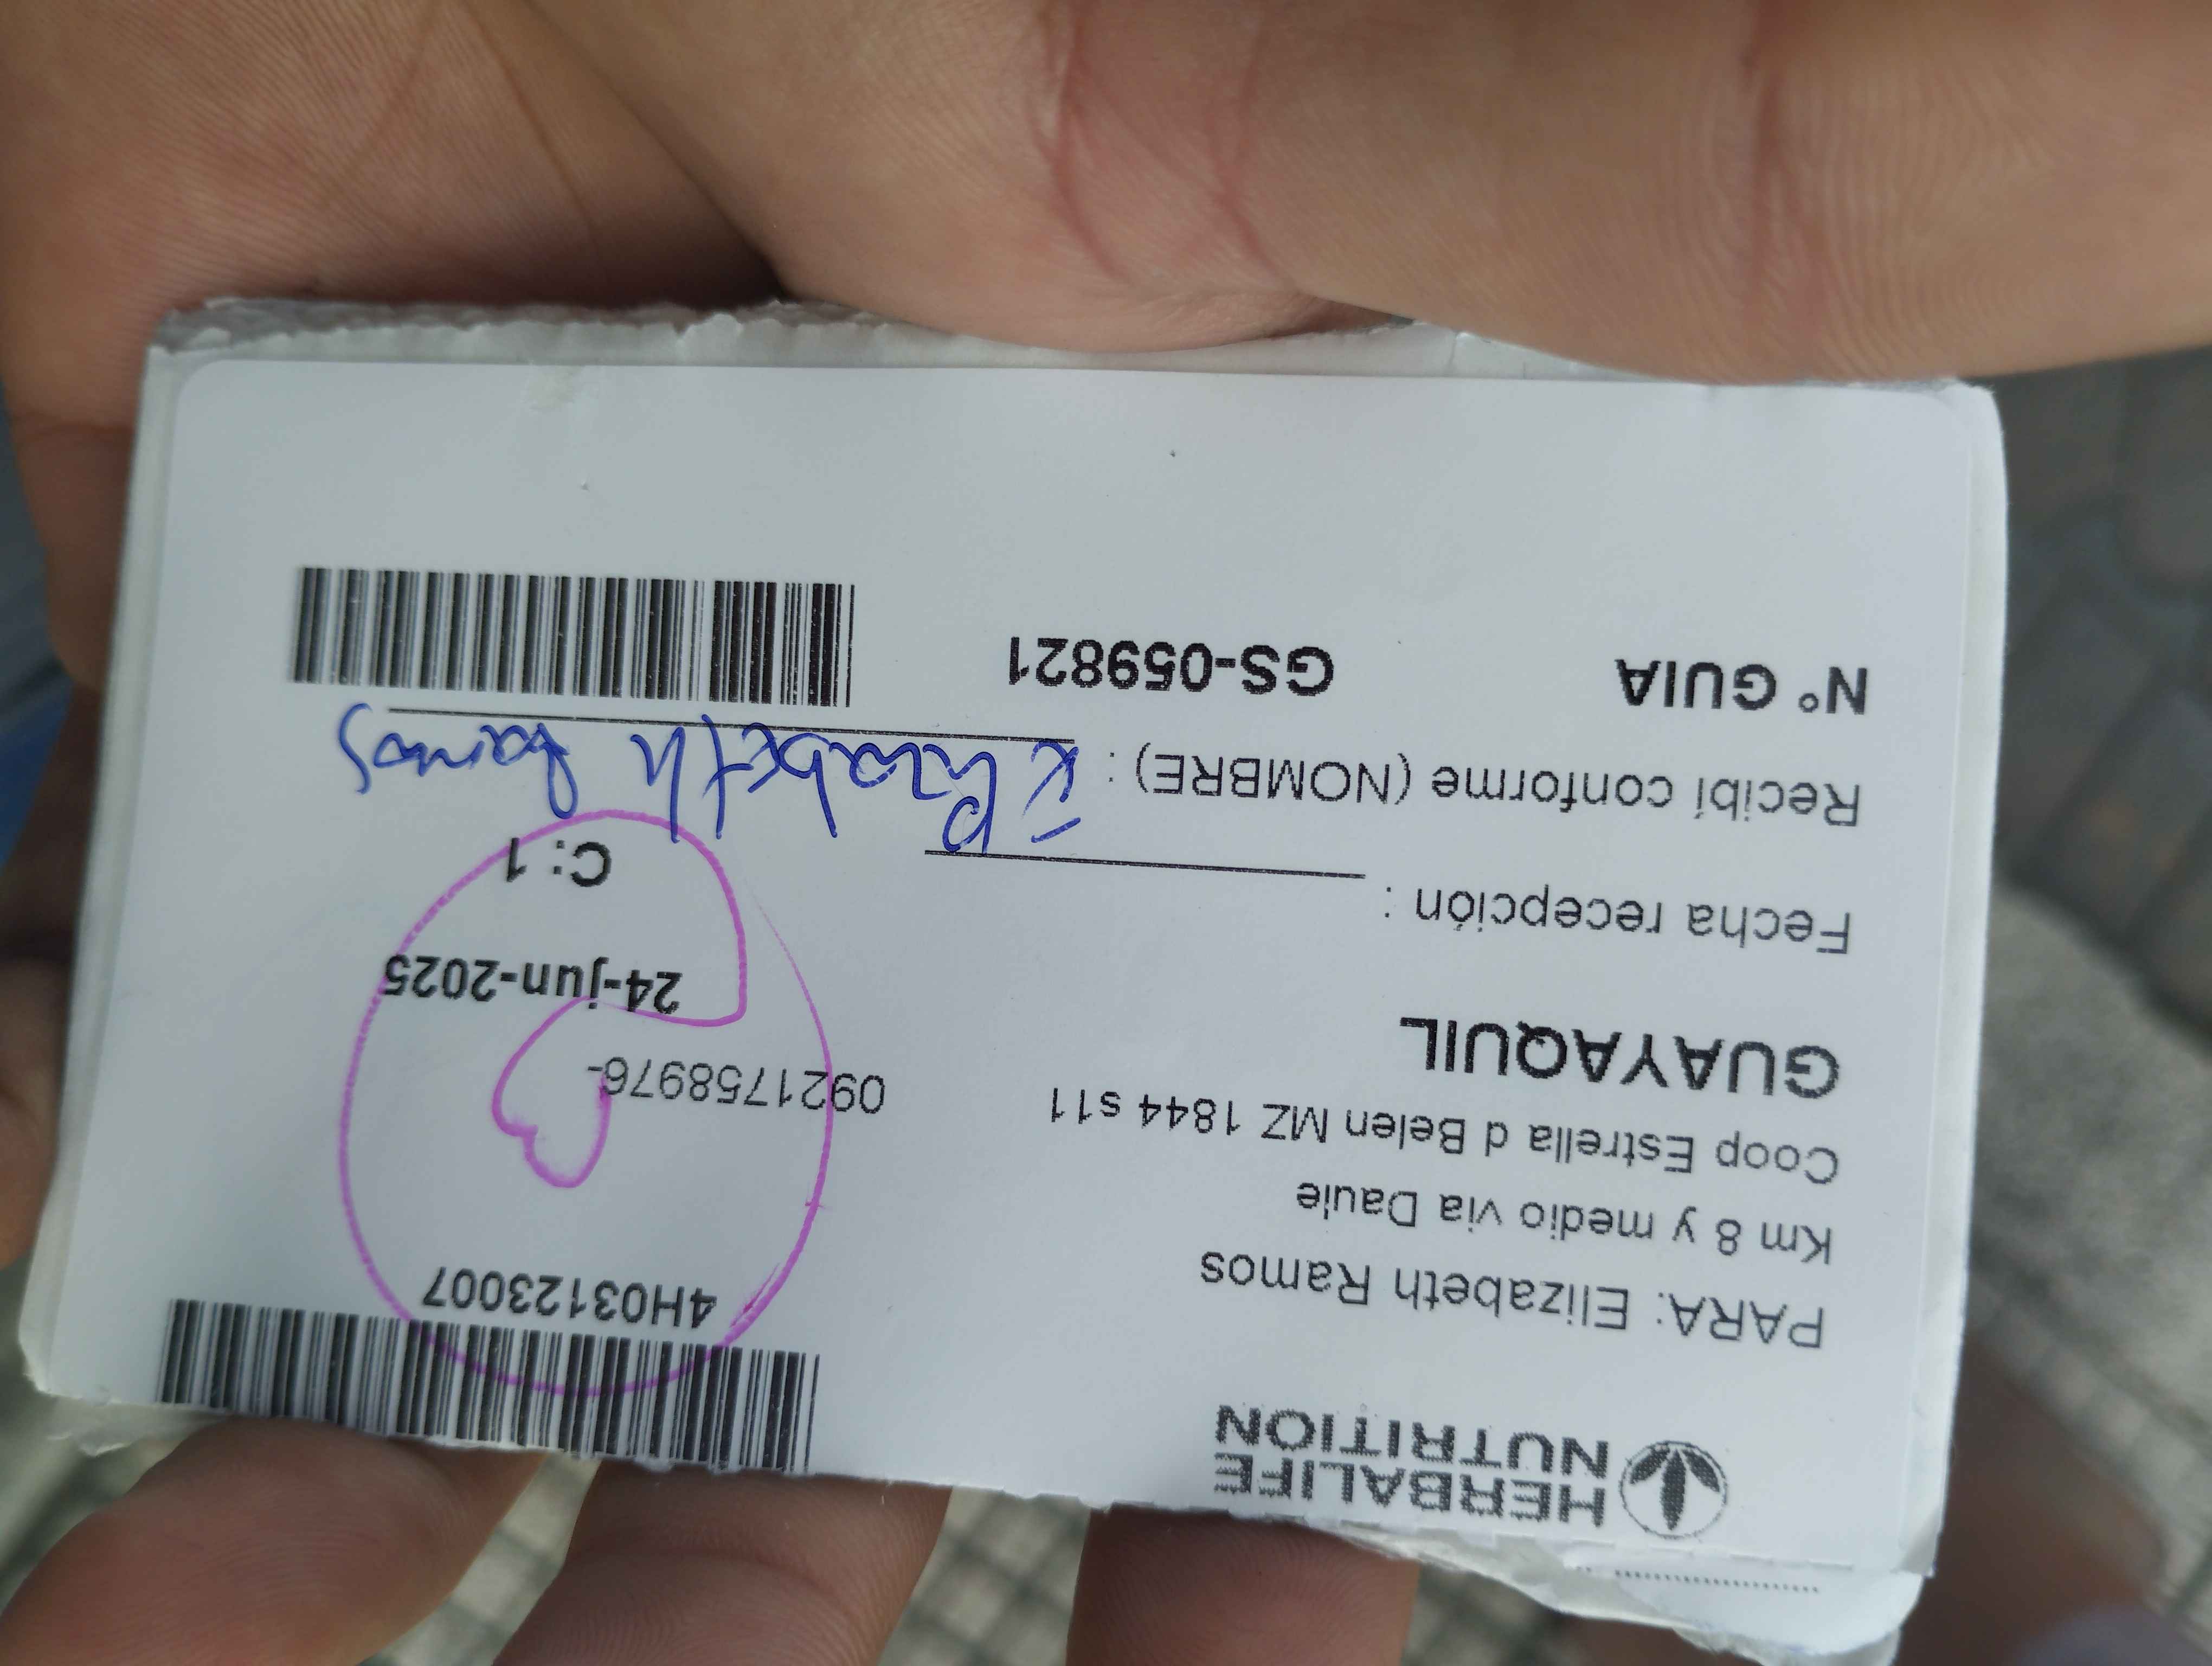 HERBALIFE
NUTRITION
4H03123007
PARA: Elizabeth Ramos
Km 8 y medio via Daule
Coop Estrella d Belen MZ 1844 s11
0921758976-
GUAYAQUIL
24-jun-2025
Fecha recepción :
C: 1
Recibí conforme (NOMBRE) : Elizabeth Ramos
N° GUIA GS-059821